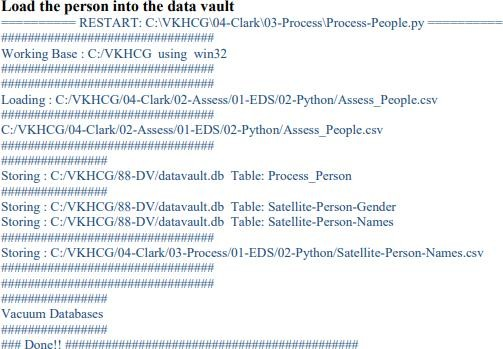 Load the person into the data vault
========== RESTART: C:\VKHCG\04-Clark\03-Process\Process-People.py ==========
################################
Working Base : C:/VKHCG  using  win32
################################
################################
Loading : C:/VKHCG/04-Clark/02-Assess/01-EDS/02-Python/Assess_People.csv
################################
C:/VKHCG/04-Clark/02-Assess/01-EDS/02-Python/Assess_People.csv
################################
################
Storing : C:/VKHCG/88-DV/datavault.db  Table: Process_Person
################
Storing : C:/VKHCG/88-DV/datavault.db  Table: Satellite-Person-Gender
Storing : C:/VKHCG/88-DV/datavault.db  Table: Satellite-Person-Names
################################
Storing : C:/VKHCG/04-Clark/03-Process/01-EDS/02-Python/Satellite-Person-Names.csv
################################
################################
################
Vacuum Databases
################
### Done!! ############################################